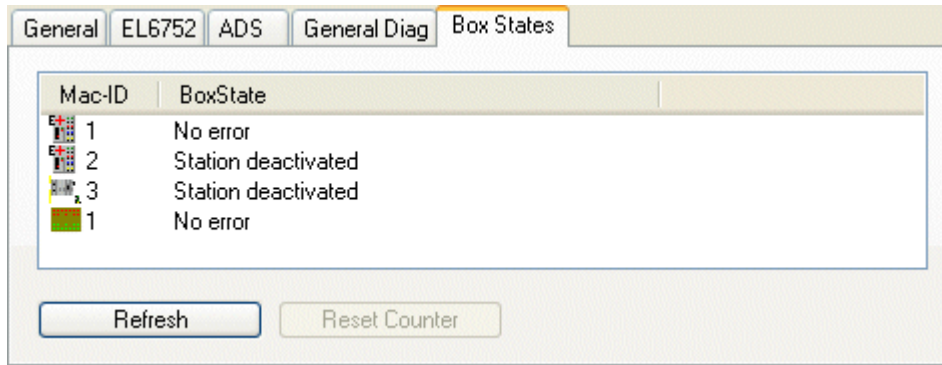 General EL6752 ADS General Diag Box States
Mac-ID BoxState
1 No error
2 Station deactivated
3 Station deactivated
1 No error
Refresh Reset Counter